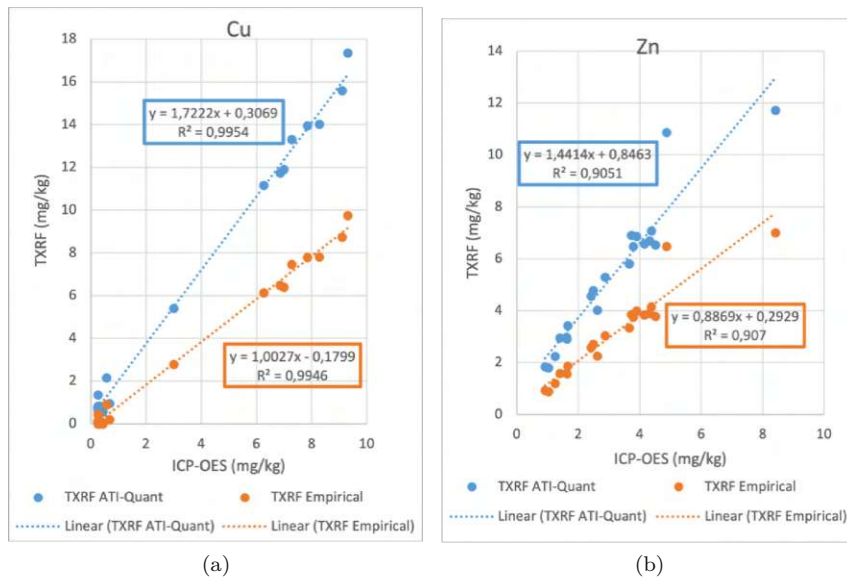 Cu
TXRF (mg/kg)
18
16
14
12
10
8
6
4
2
0
y = 1,7222x + 0,3069
R² = 0,9954
y = 1,0027x - 0,1799
R² = 0,9946
0 2 4 6 8 10
ICP-OES (mg/kg)
TXRF ATI-Quant TXRF Empirical
Linear (TXRF ATI-Quant) Linear (TXRF Empirical)
(a)
Zn
TXRF (mg/kg)
14
12
10
8
6
4
2
0
y = 1,4414x + 0,8463
R² = 0,9051
y = 0,8869x + 0,2929
R² = 0,907
0 2 4 6 8 10
ICP-OES (mg/kg)
TXRF ATI-Quant TXRF Empirical
Linear (TXRF ATI-Quant) Linear (TXRF Empirical)
(b)